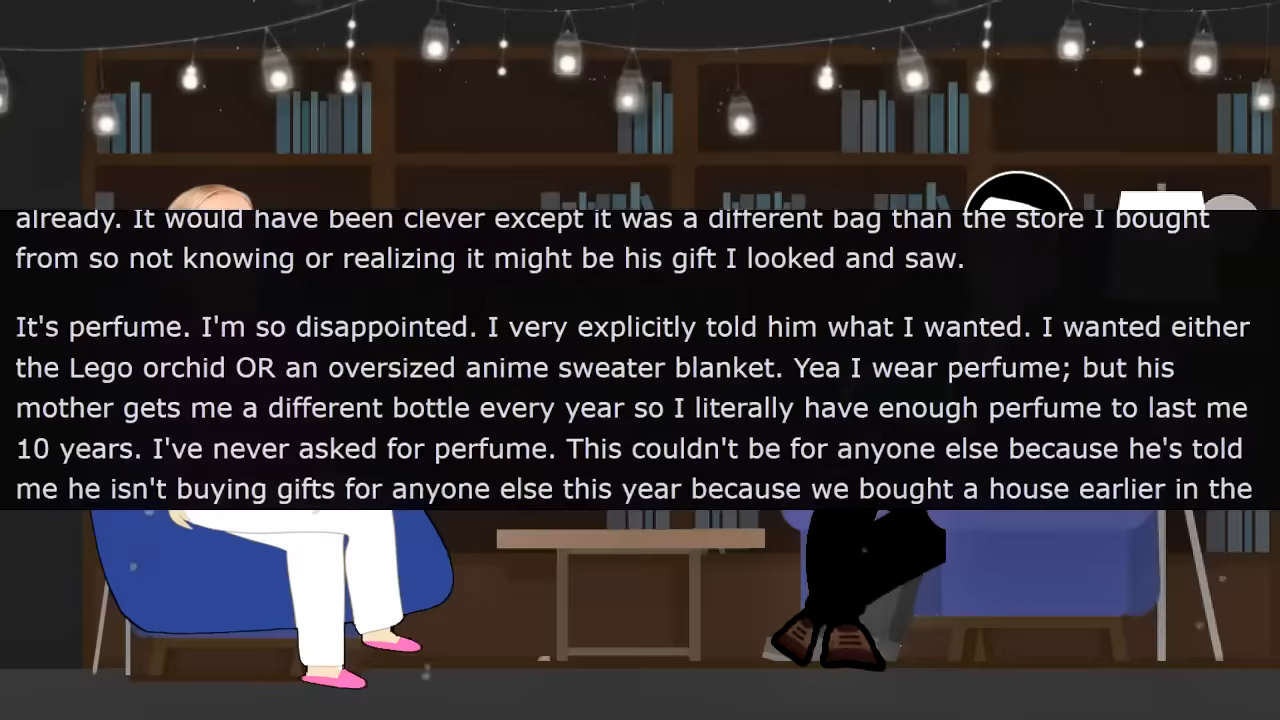 already. It would have been clever except it was a different bag than the store I bought
from so not knowing or realizing it might be his gift I looked and saw.
It's perfume. I'm so disappointed. I very explicitly told him what I wanted. I wanted either
the Lego orchid OR an oversized anime sweater blanket. Yea I wear perfume; but his
mother gets me a different bottle every year so I literally have enough perfume to last me
10 years. I've never asked for perfume. This couldn't be for anyone else because he's told
me he isn't buying gifts for anyone else this year because we bought a house earlier in the